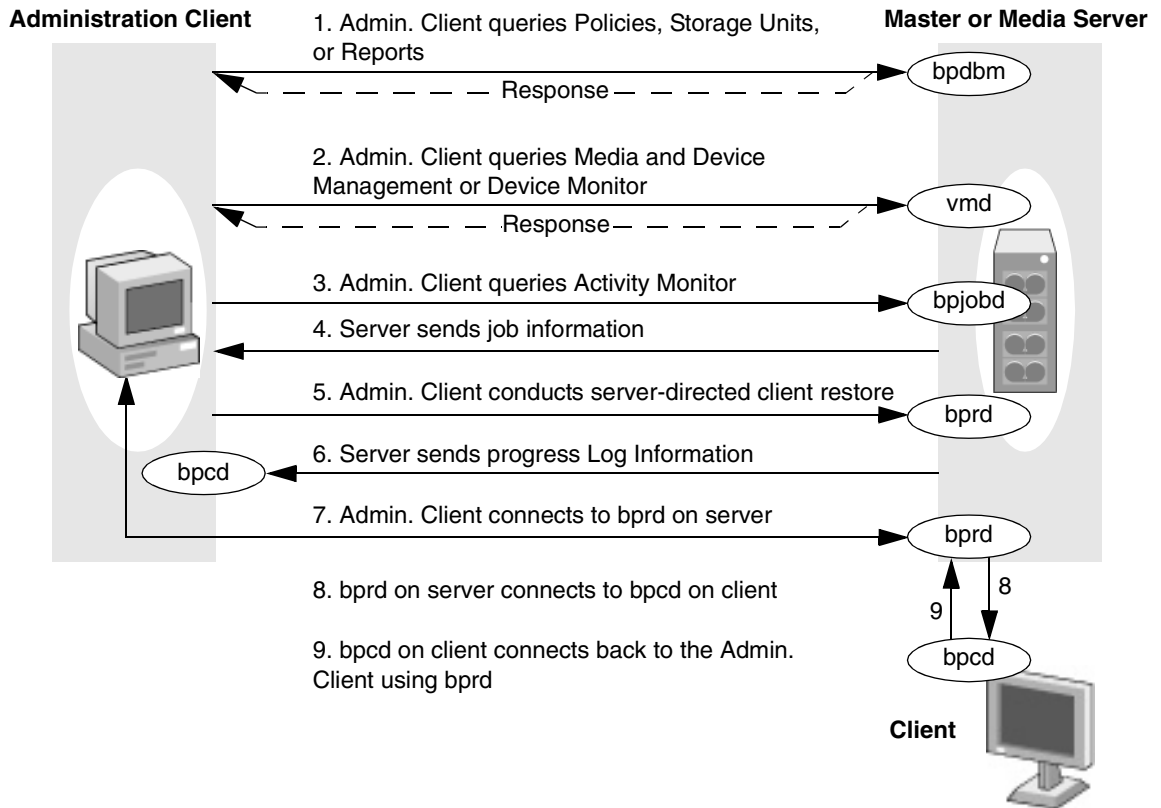 Administration Client
Master or Media Server
1. Admin. Client queries Policies, Storage Units,
or Reports
bpdbm
Response
2. Admin. Client queries Media and Device
Management or Device Monitor
vmd
Response
3. Admin. Client queries Activity Monitor
bpjobd
4. Server sends job information
5. Admin. Client conducts server-directed client restore
bprd
6. Server sends progress Log Information
bpcd
7. Admin. Client connects to bprd on server
bprd
8. bprd on server connects to bpcd on client
8
9
9. bpcd on client connects back to the Admin.
Client using bprd
bpcd
Client